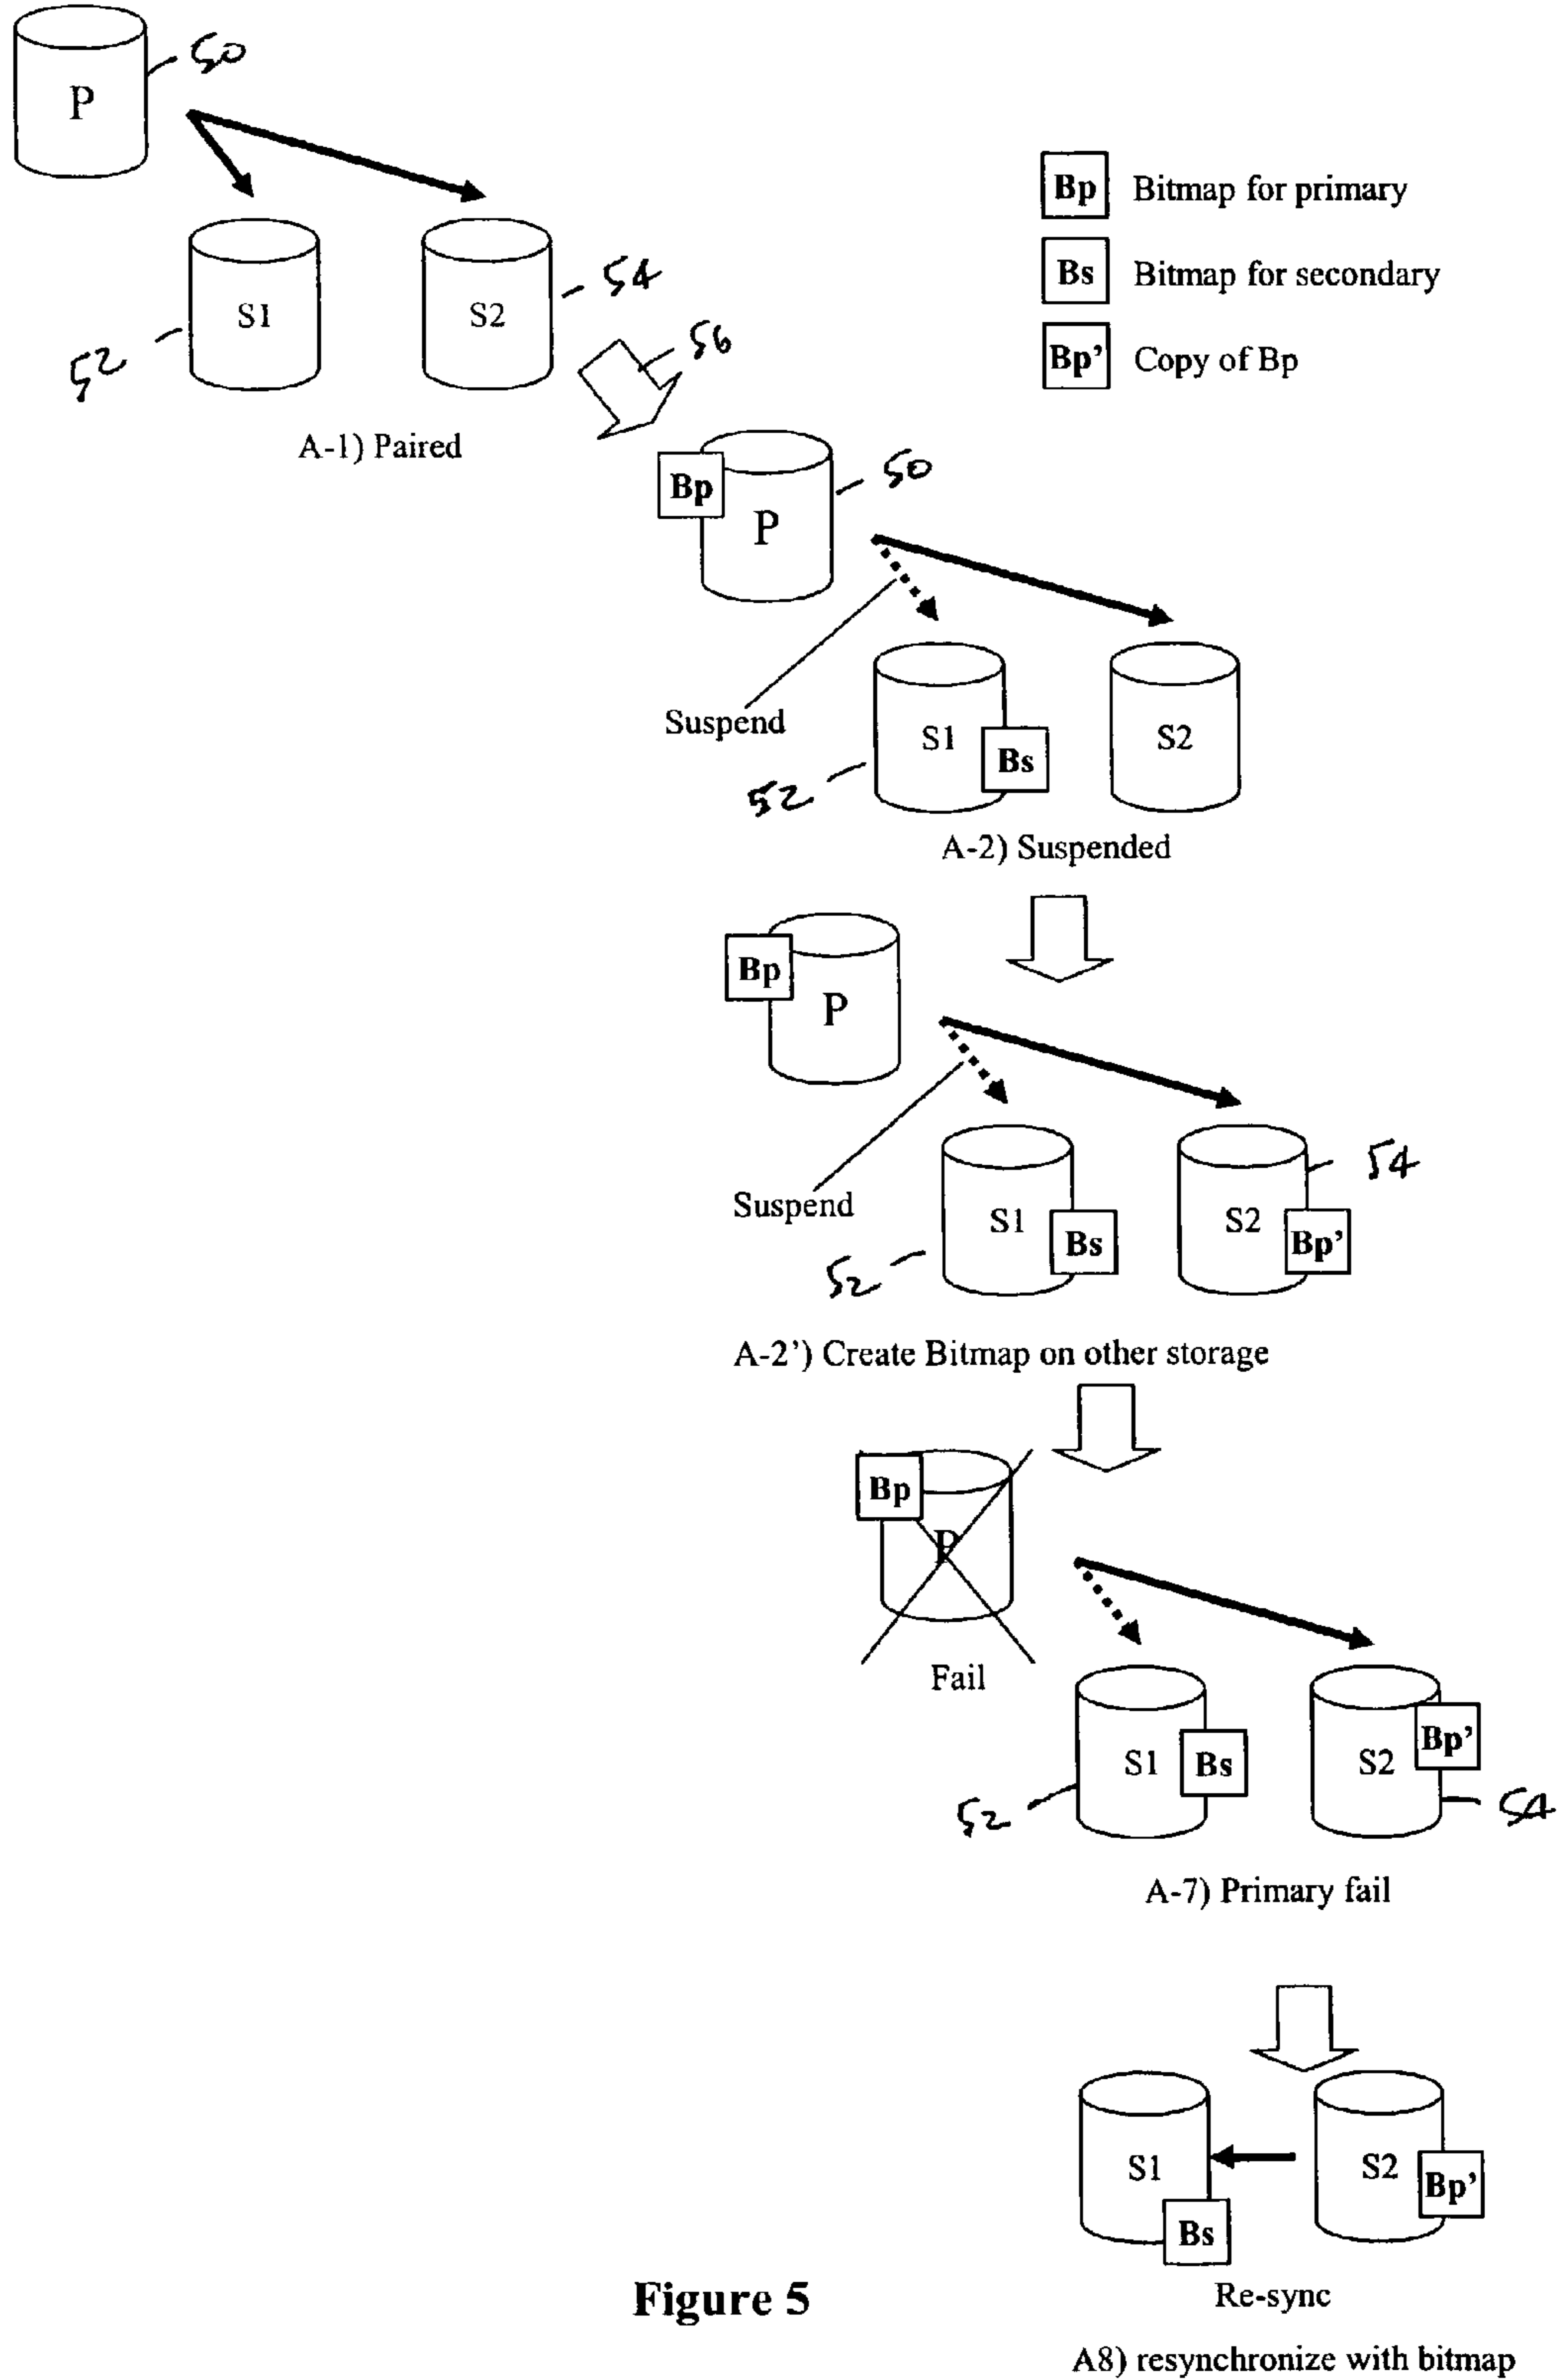 P
50
S1
S2
52
54
56
A-1) Paired
Bp Bitmap for primary
Bs Bitmap for secondary
Bp’ Copy of Bp
Bp
P
50
Suspend
S1
Bs
S2
52
A-2) Suspended
Bp
P
Suspend
S1
Bs
S2
Bp’
54
52
A-2’) Create Bitmap on other storage
Bp
P
Fail
S1
Bs
S2
Bp’
52
54
A-7) Primary fail
S1
Bs
S2
Bp’
Re-sync
Figure 5
A8) resynchronize with bitmap